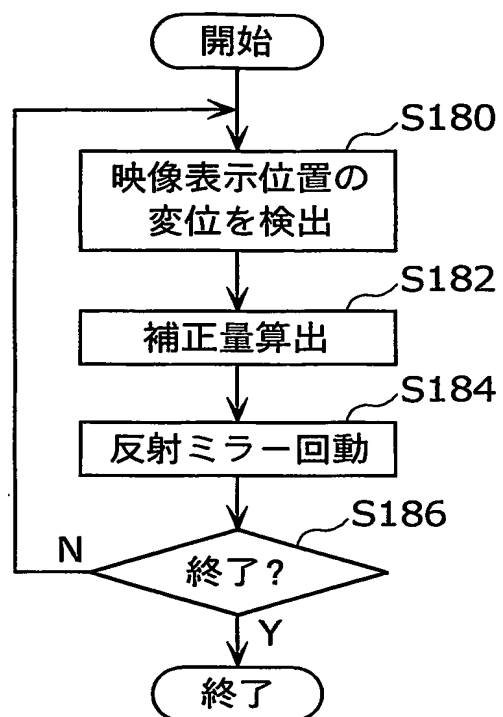 開始
S180
映像表示位置の
変位を検出
S182
補正量算出
S184
反射ミラー回動
S186
終了?
N
Y
終了